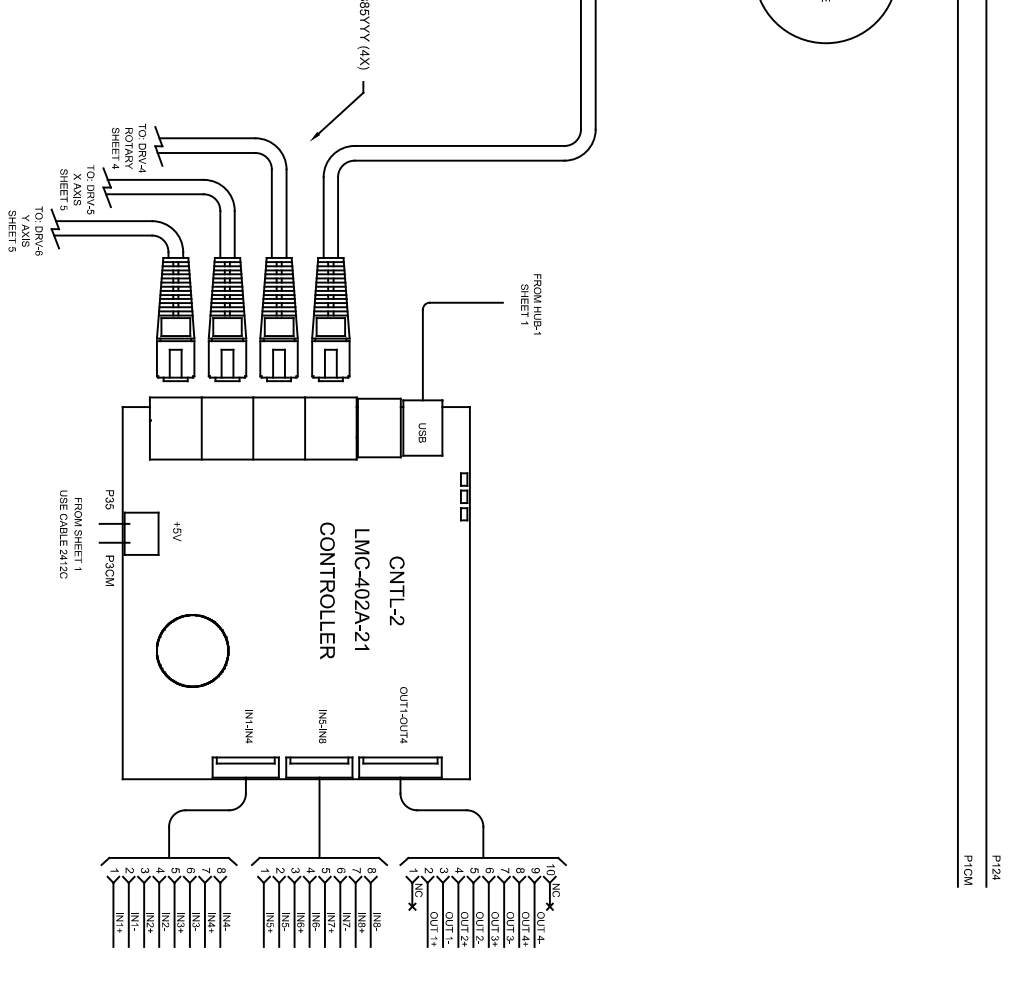 385YYY (4X)
TO: DRV-4
ROTARY
SHEET 4
TO: DRV-5
X AXIS
SHEET 5
TO: DRV-6
Y AXIS
SHEET 5
FROM HUB-1
SHEET 1
USB
+5V
P35
P3CM
FROM SHEET 1
USE CABLE 2412C
CNTL-2
LMC-402A-21
CONTROLLER
OUT1-OUT4
IN5-IN8
IN1-IN4
10 NC
9 OUT 4-
8 OUT 4+
7 OUT 3-
6 OUT 3+
5 OUT 2-
4 OUT 2+
3 OUT 1-
2 OUT 1+
1 NC
8 IN8-
7 IN8+
6 IN7-
5 IN7+
4 IN6-
3 IN6+
2 IN5-
1 IN5+
8 IN4-
7 IN4+
6 IN3-
5 IN3+
4 IN2-
3 IN2+
2 IN1-
1 IN1+
P124
P1CM